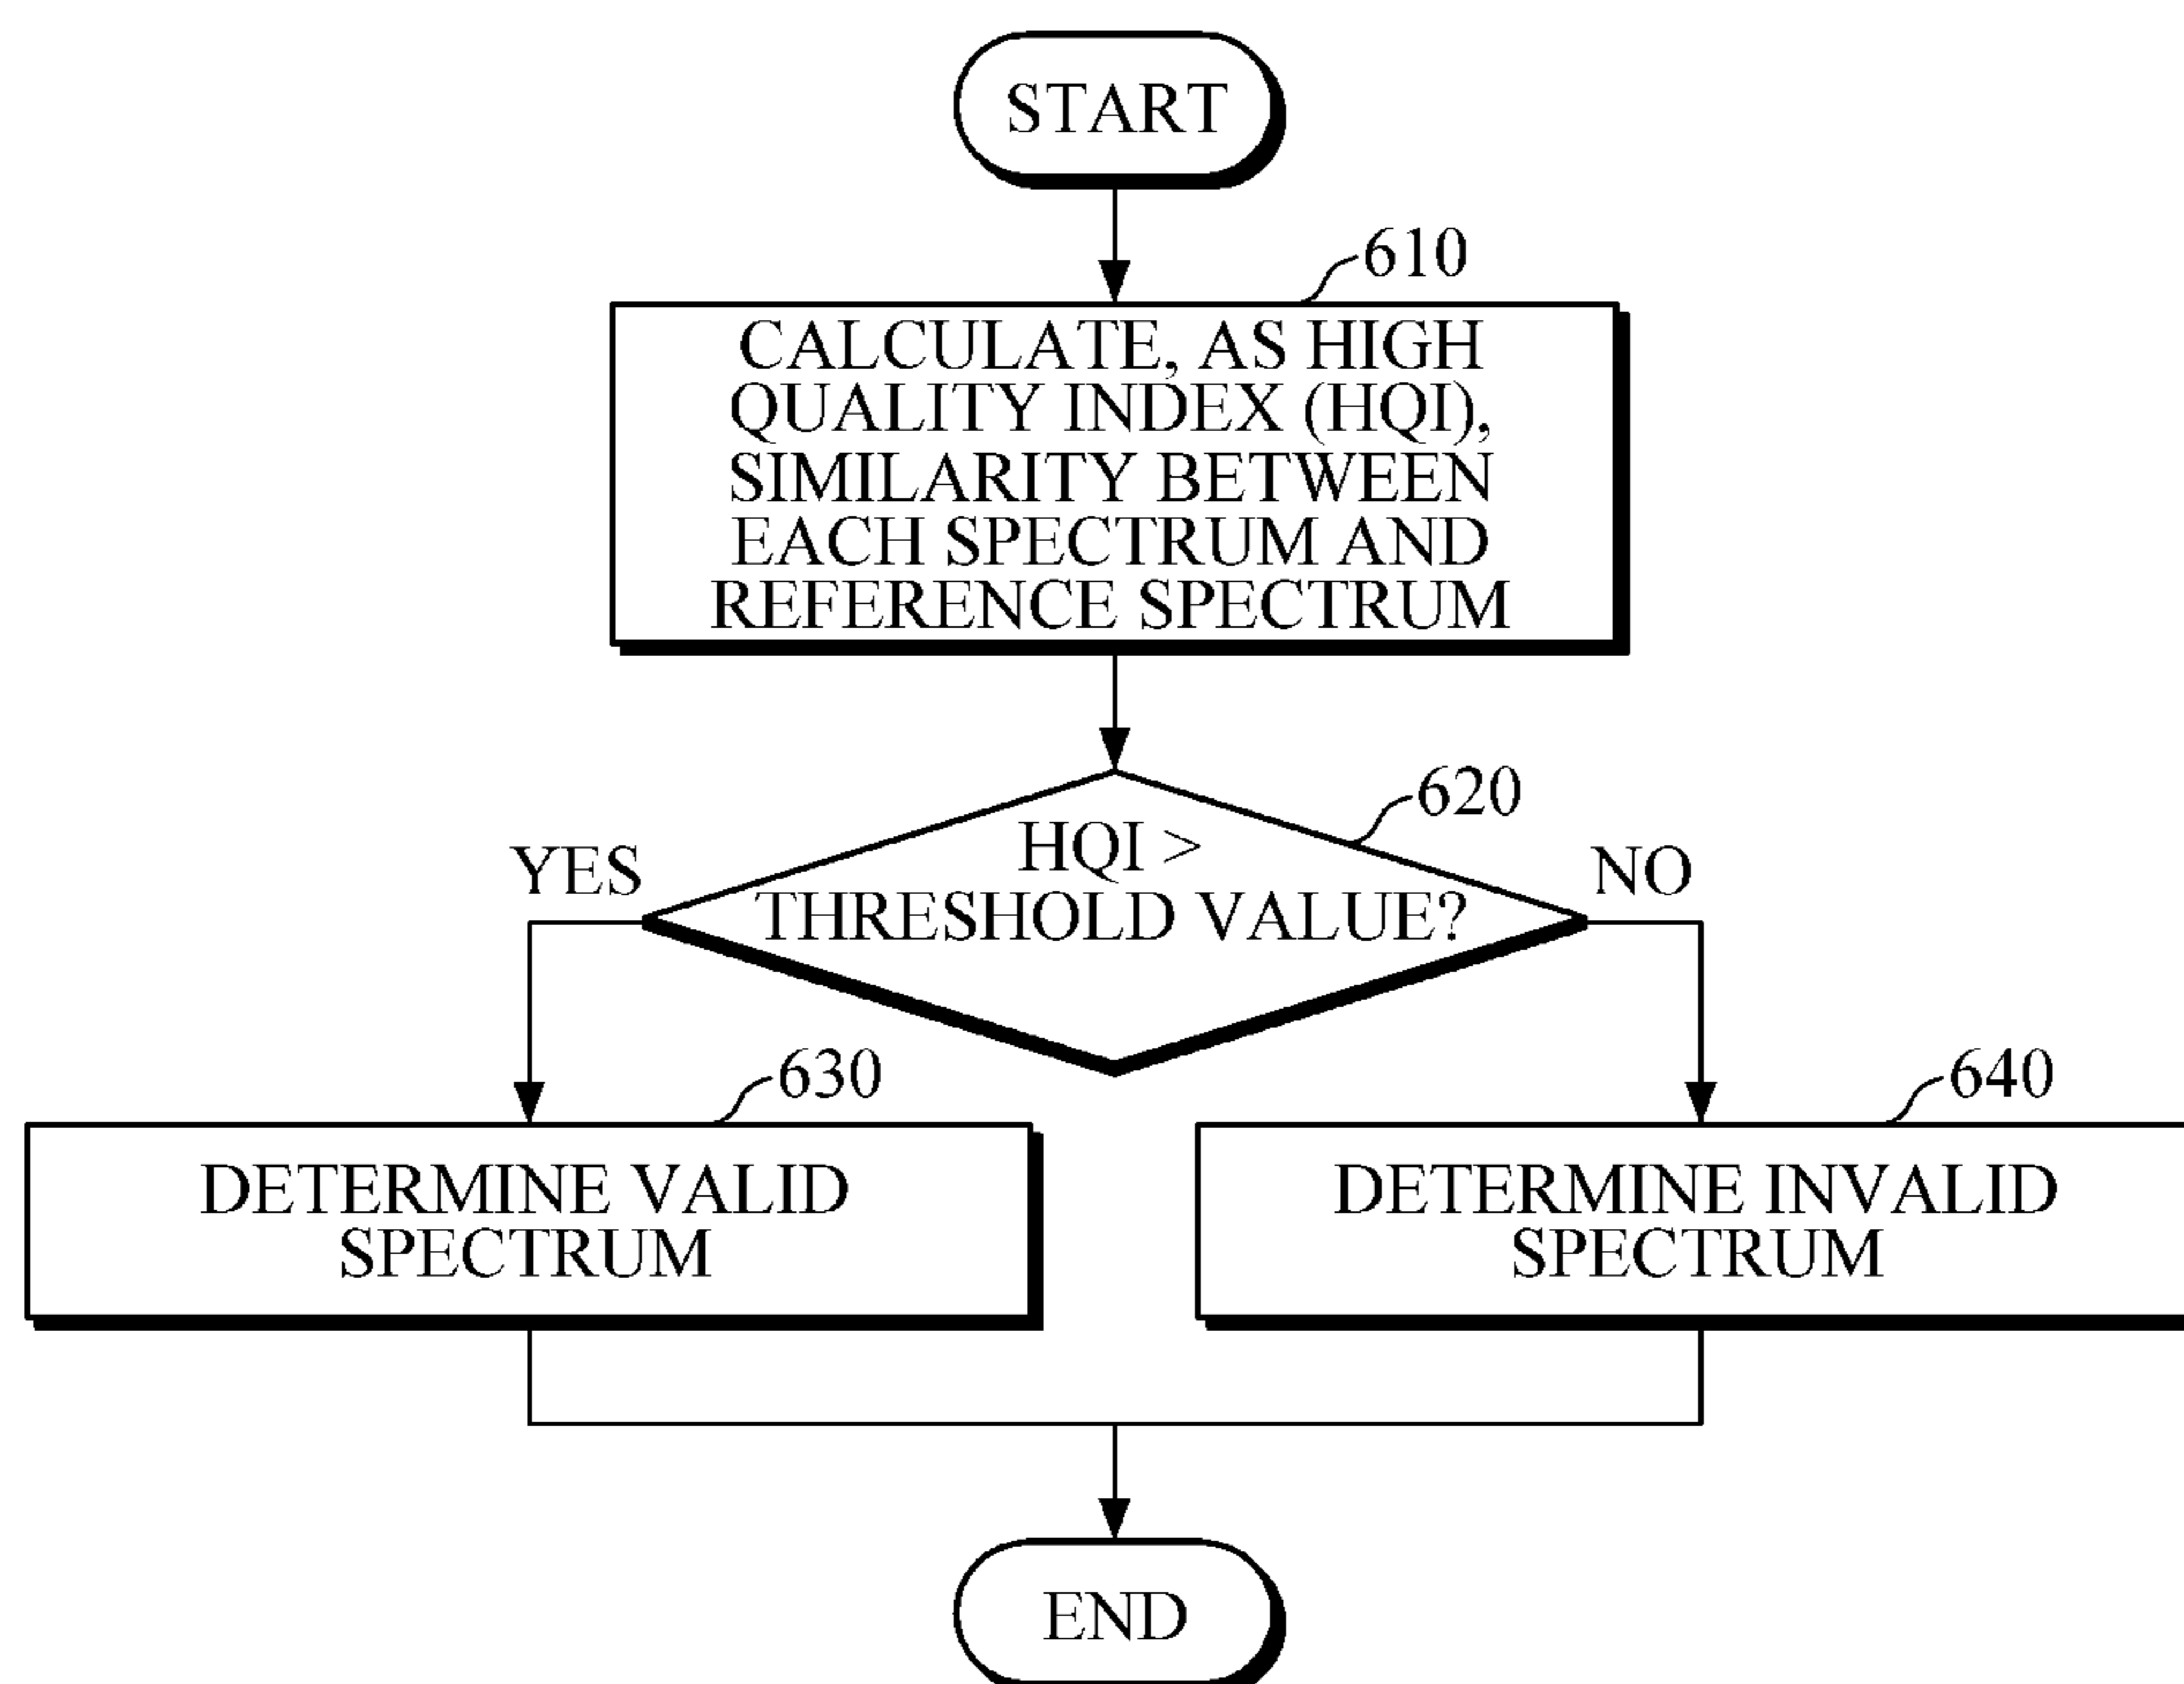 START
610
CALCULATE, AS HIGH
QUALITY INDEX (HQI),
SIMILARITY BETWEEN
EACH SPECTRUM AND
REFERENCE SPECTRUM
620
HQI >
THRESHOLD VALUE?
YES
NO
630
DETERMINE VALID
SPECTRUM
640
DETERMINE INVALID
SPECTRUM
END